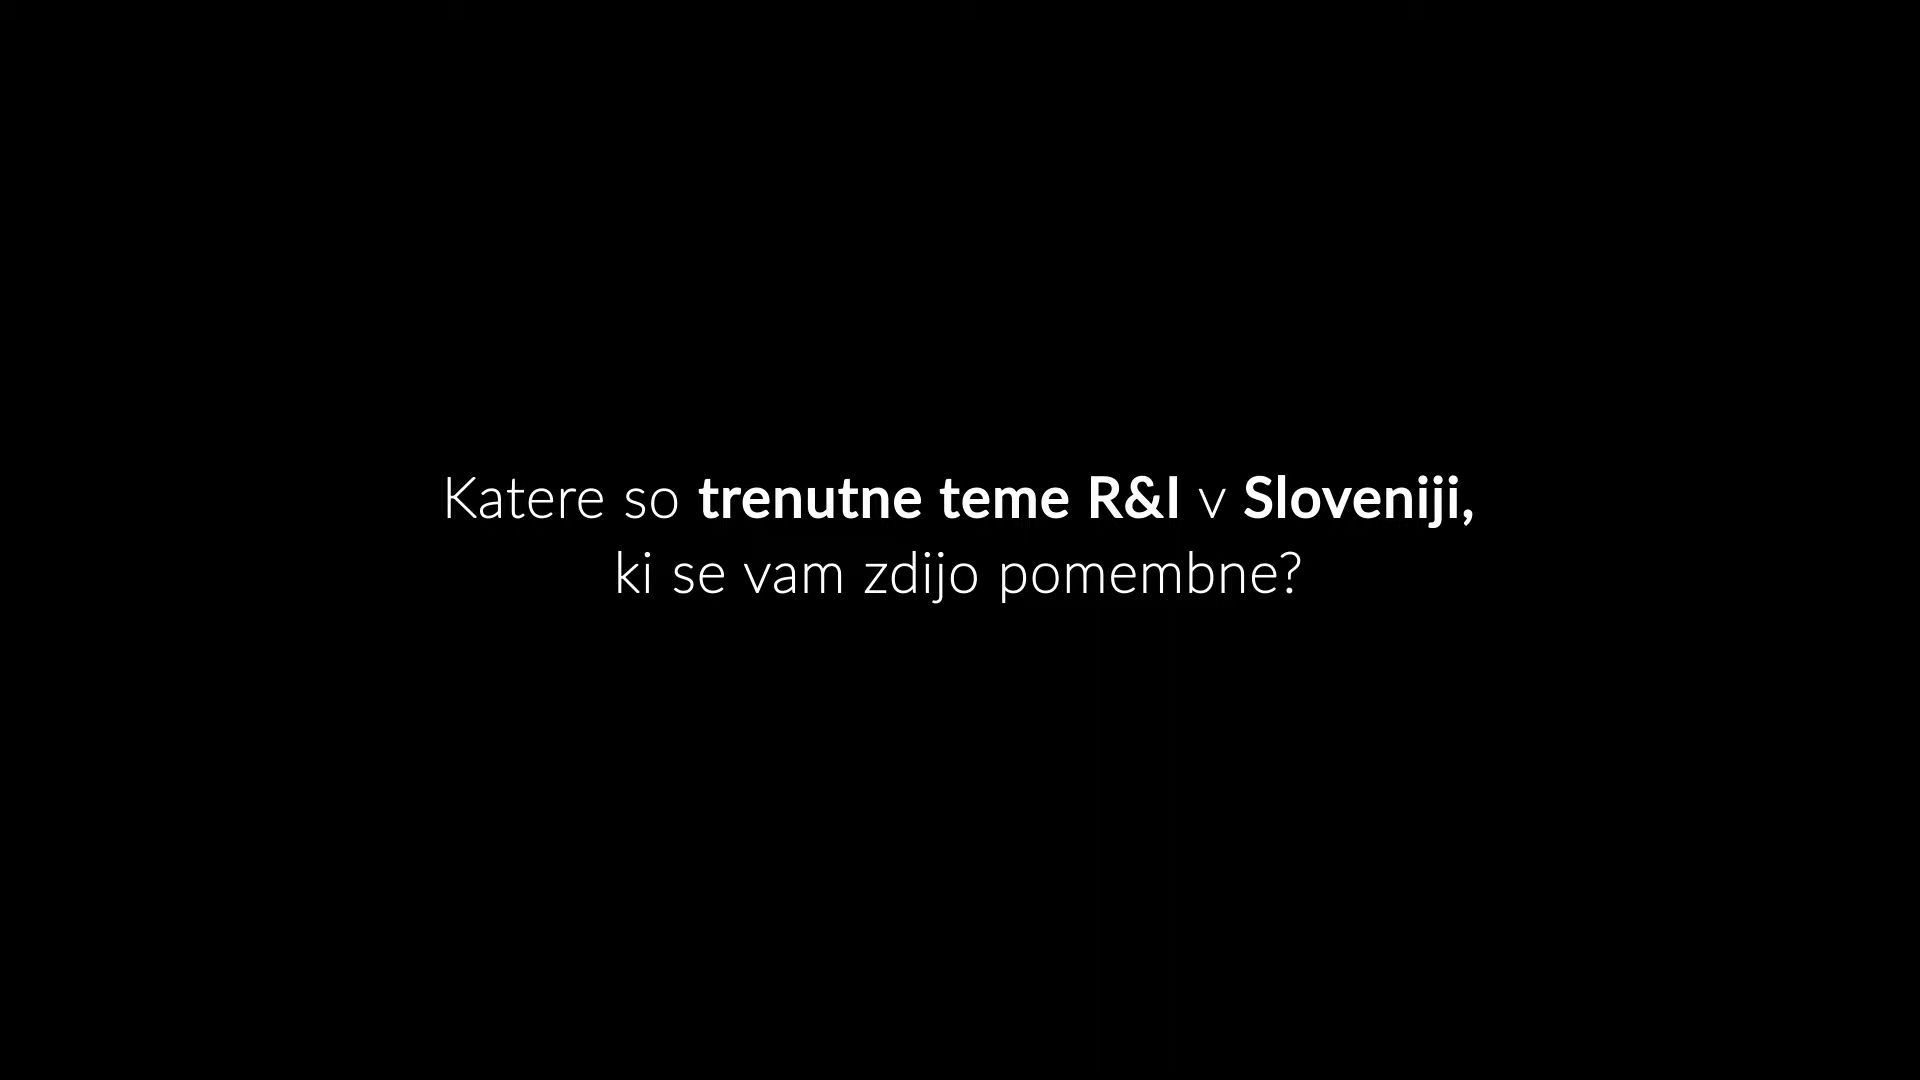 Katere so trenutne teme R&I v Sloveniji,
ki se vam zdijo pomembne?